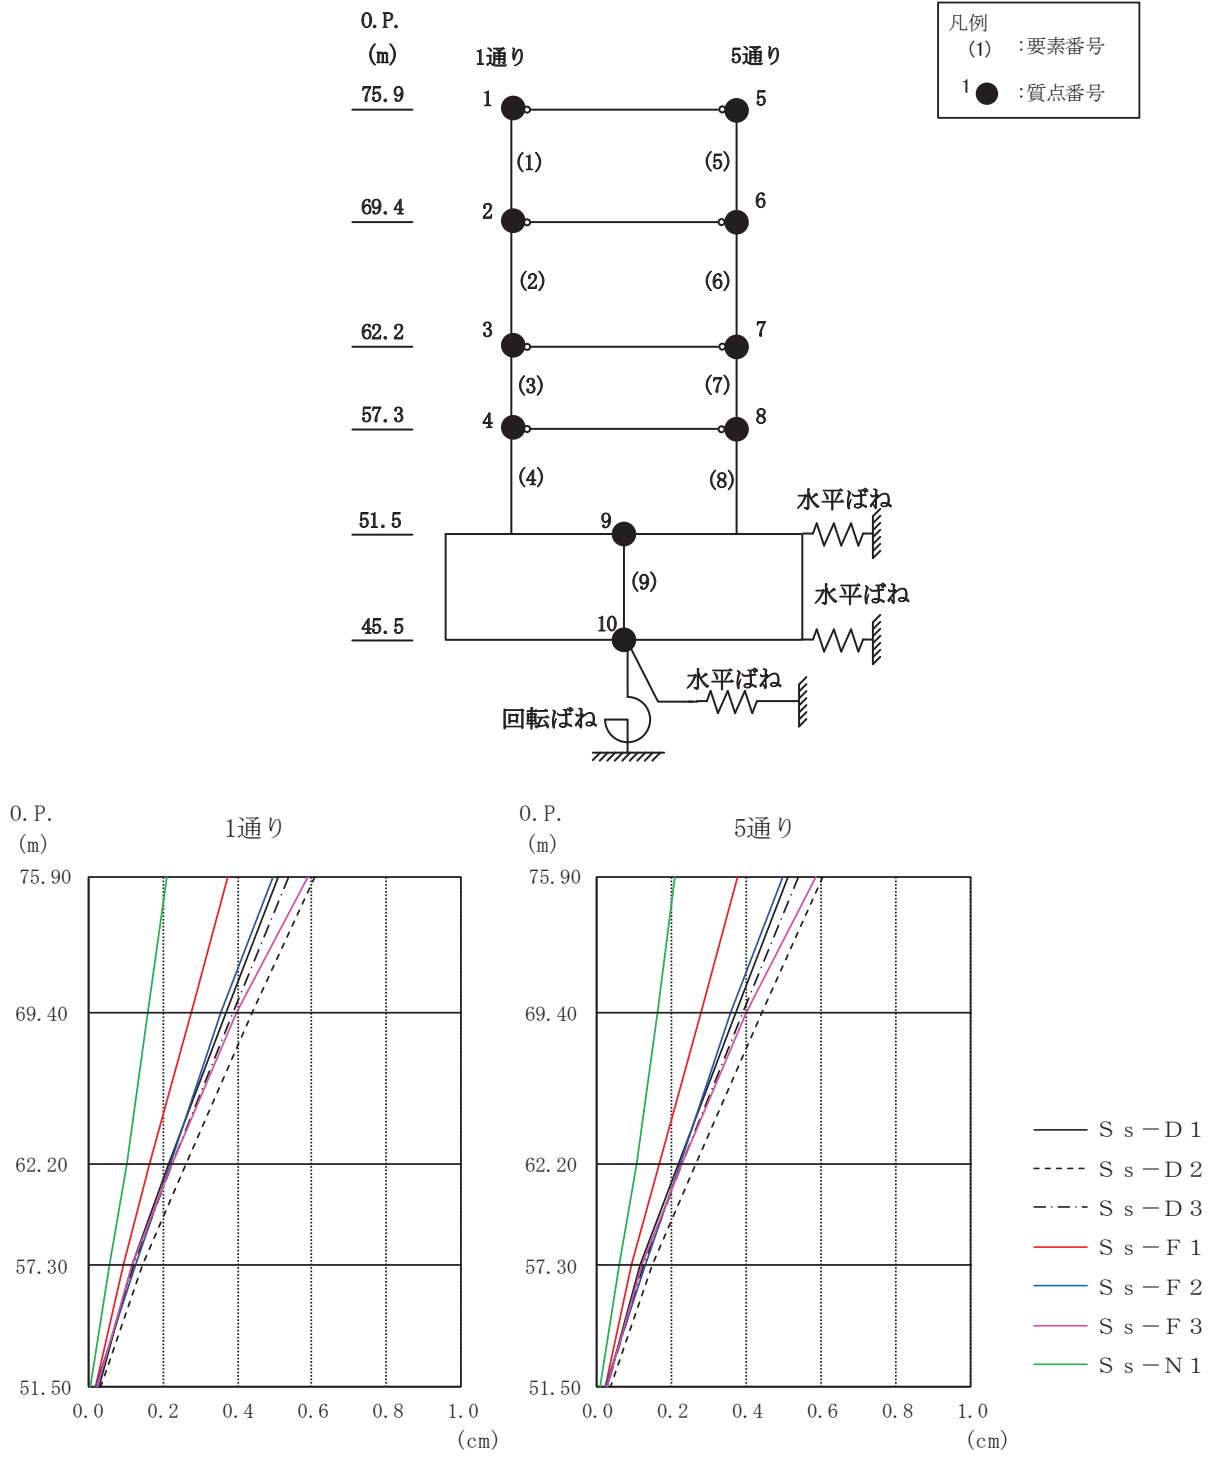 O.P.
(m)
1通り
5通り
凡例
(1) :要素番号
1 :質点番号
75.9
1
5
(1)
(5)
69.4
2
6
(2)
(6)
62.2
3
7
(3)
(7)
57.3
4
8
(4)
(8)
水平ばね
51.5
9
(9)
水平ばね
45.5
10
水平ばね
回転ばね
O.P.
(m)
1通り
75.90
69.40
62.20
57.30
51.50
0.0 0.2 0.4 0.6 0.8 1.0
(cm)
O.P.
(m)
5通り
75.90
69.40
62.20
57.30
51.50
0.0 0.2 0.4 0.6 0.8 1.0
(cm)
Ss-D1
Ss-D2
Ss-D3
Ss-F1
Ss-F2
Ss-F3
Ss-N1